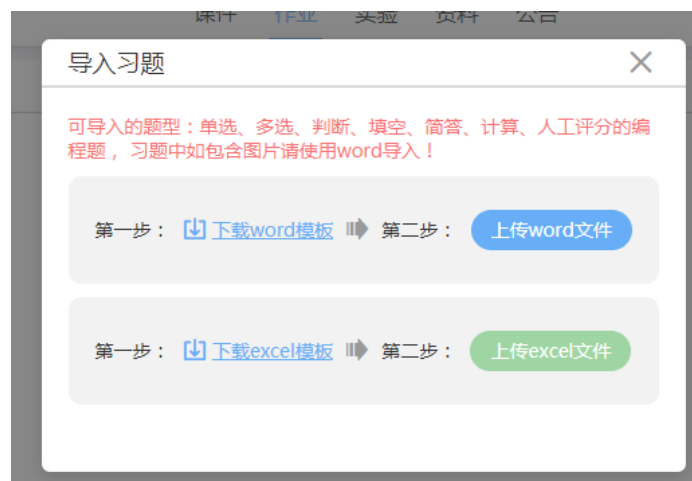 课件 作业 实验 资料 公告
导入习题
可导入的题型：单选、多选、判断、填空、简答、计算、人工评分的编
程题 ，习题中如包含图片请使用word导入！
第一步： 下载word模板 第二步： 上传word文件
第一步： 下载excel模板 第二步： 上传excel文件